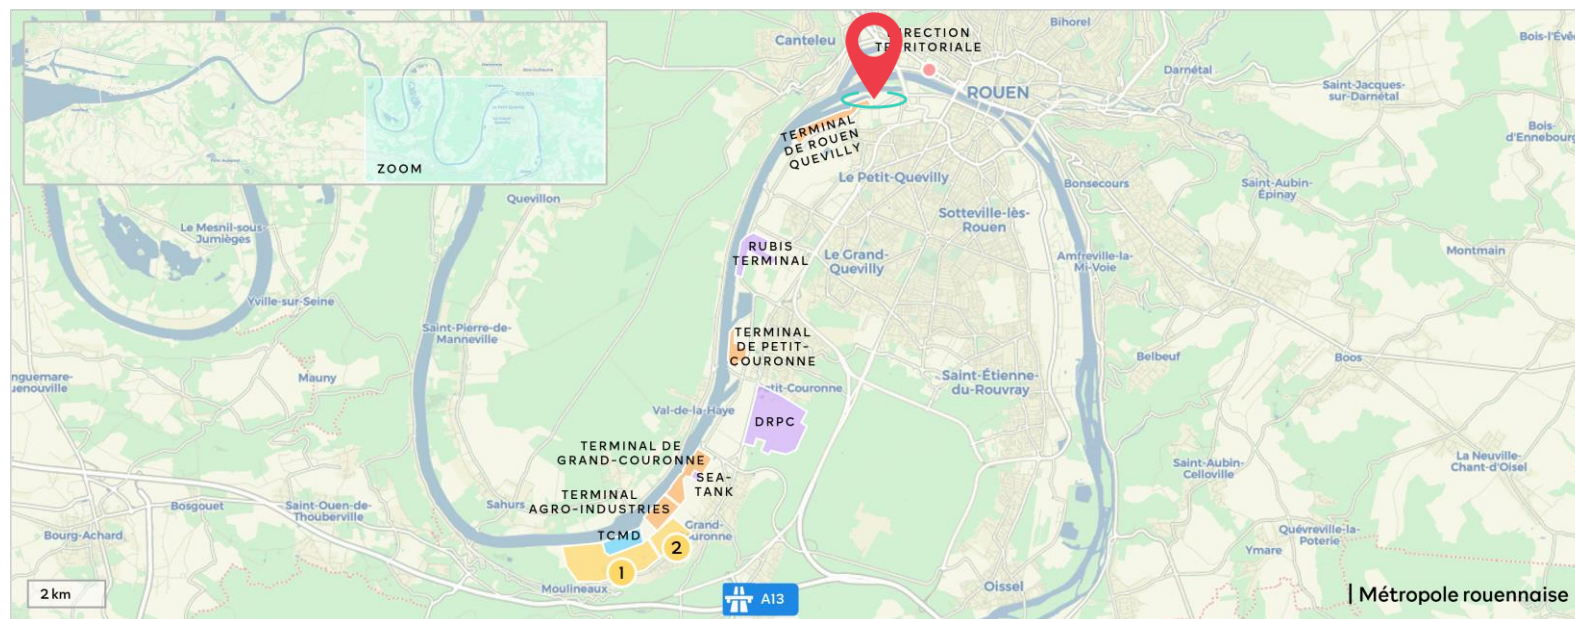 Canteleu
DIRECTION
TERRITORIALE
Bihorel
Darnétal
Saint-Jacques-
sur-Darnétal
Bois-
d'Ennebourg
ROUEN
ZOOM
TERMINAL
DE ROUEN
QUEVILLY
Le Petit-Quevilly
Bonsecours
Saint-Aubin-
Épinay
Quevillon
Le Mesnil-sous-
Jumièges
Sotteville-lès-
Rouen
RUBIS
TERMINAL
Le Grand-
Quevilly
Amfreville-la-
Mi-Voie
Montmain
Yville-sur-Seine
Saint-Pierre-de-
Manneville
TERMINAL
DE PETIT-
COURONNE
Belbeuf
Boos
Mauny
Saint-Étienne-
du-Rouvray
Val-de-la-Haye
DRPC
TERMINAL DE
GRAND-COURONNE
SEA-
TANK
Saint-Aubin-
Celloville
La Neuville-
Chant-d'Oisel
TERMINAL
AGRO-INDUSTRIES
Sahurs
Bosgouet
Saint-Ouen-de-
Thouberville
Bourg-Achard
TCMD
Grand-
2
1
Quévreville-la-
Poterie
Ymare
Moulineaux
Oissel
2 km
A13
| Métropole rouennaise